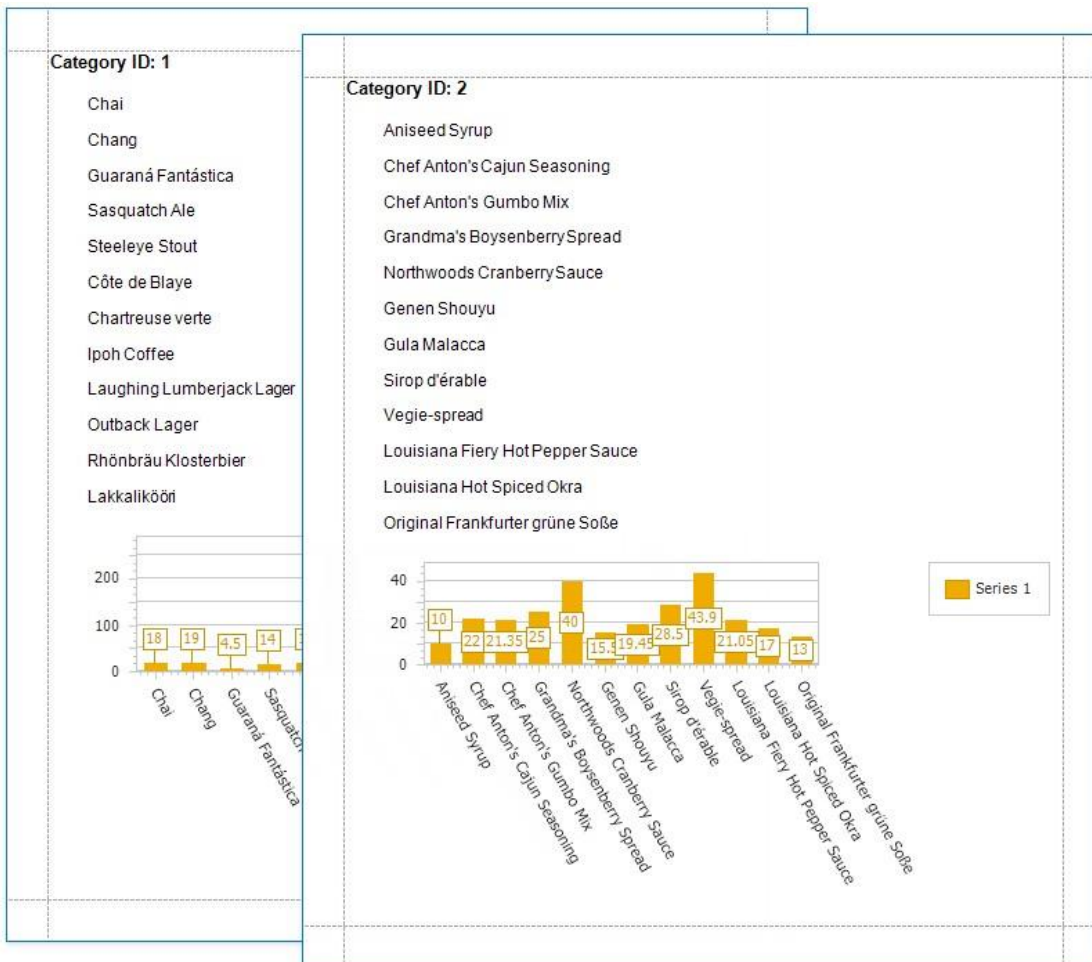 Category ID: 1
Chai
Chang
Guaraná Fantástica
Sasquatch Ale
Steeleye Stout
Côte de Blaye
Chartreuse verte
Ipoh Coffee
Laughing Lumberjack Lager
Outback Lager
Rhönbräu Klosterbier
Lakkalikööri
200
100
0
18
19
4.5
14
Chai
Chang
Guaraná Fantástica
Sasquatch
Category ID: 2
Aniseed Syrup
Chef Anton's Cajun Seasoning
Chef Anton's Gumbo Mix
Grandma's Boysenberry Spread
Northwoods Cranberry Sauce
Genen Shouyu
Gula Malacca
Sirop d'érable
Vegie-spread
Louisiana Fiery Hot Pepper Sauce
Louisiana Hot Spiced Okra
Original Frankfurter grüne Soße
40
20
0
10
22
21.35
25
40
15.5
19.45
28.5
43.9
21.05
17
13
Series 1
Aniseed Syrup
Chef Anton's Cajun Seasoning
Chef Anton's Gumbo Mix
Grandma's Boysenberry Spread
Northwoods Cranberry Sauce
Genen Shouyu
Gula Malacca
Sirop d'érable
Vegie-spread
Louisiana Fiery Hot Pepper Sauce
Louisiana Hot Spiced Okra
Original Frankfurter grüne Soße